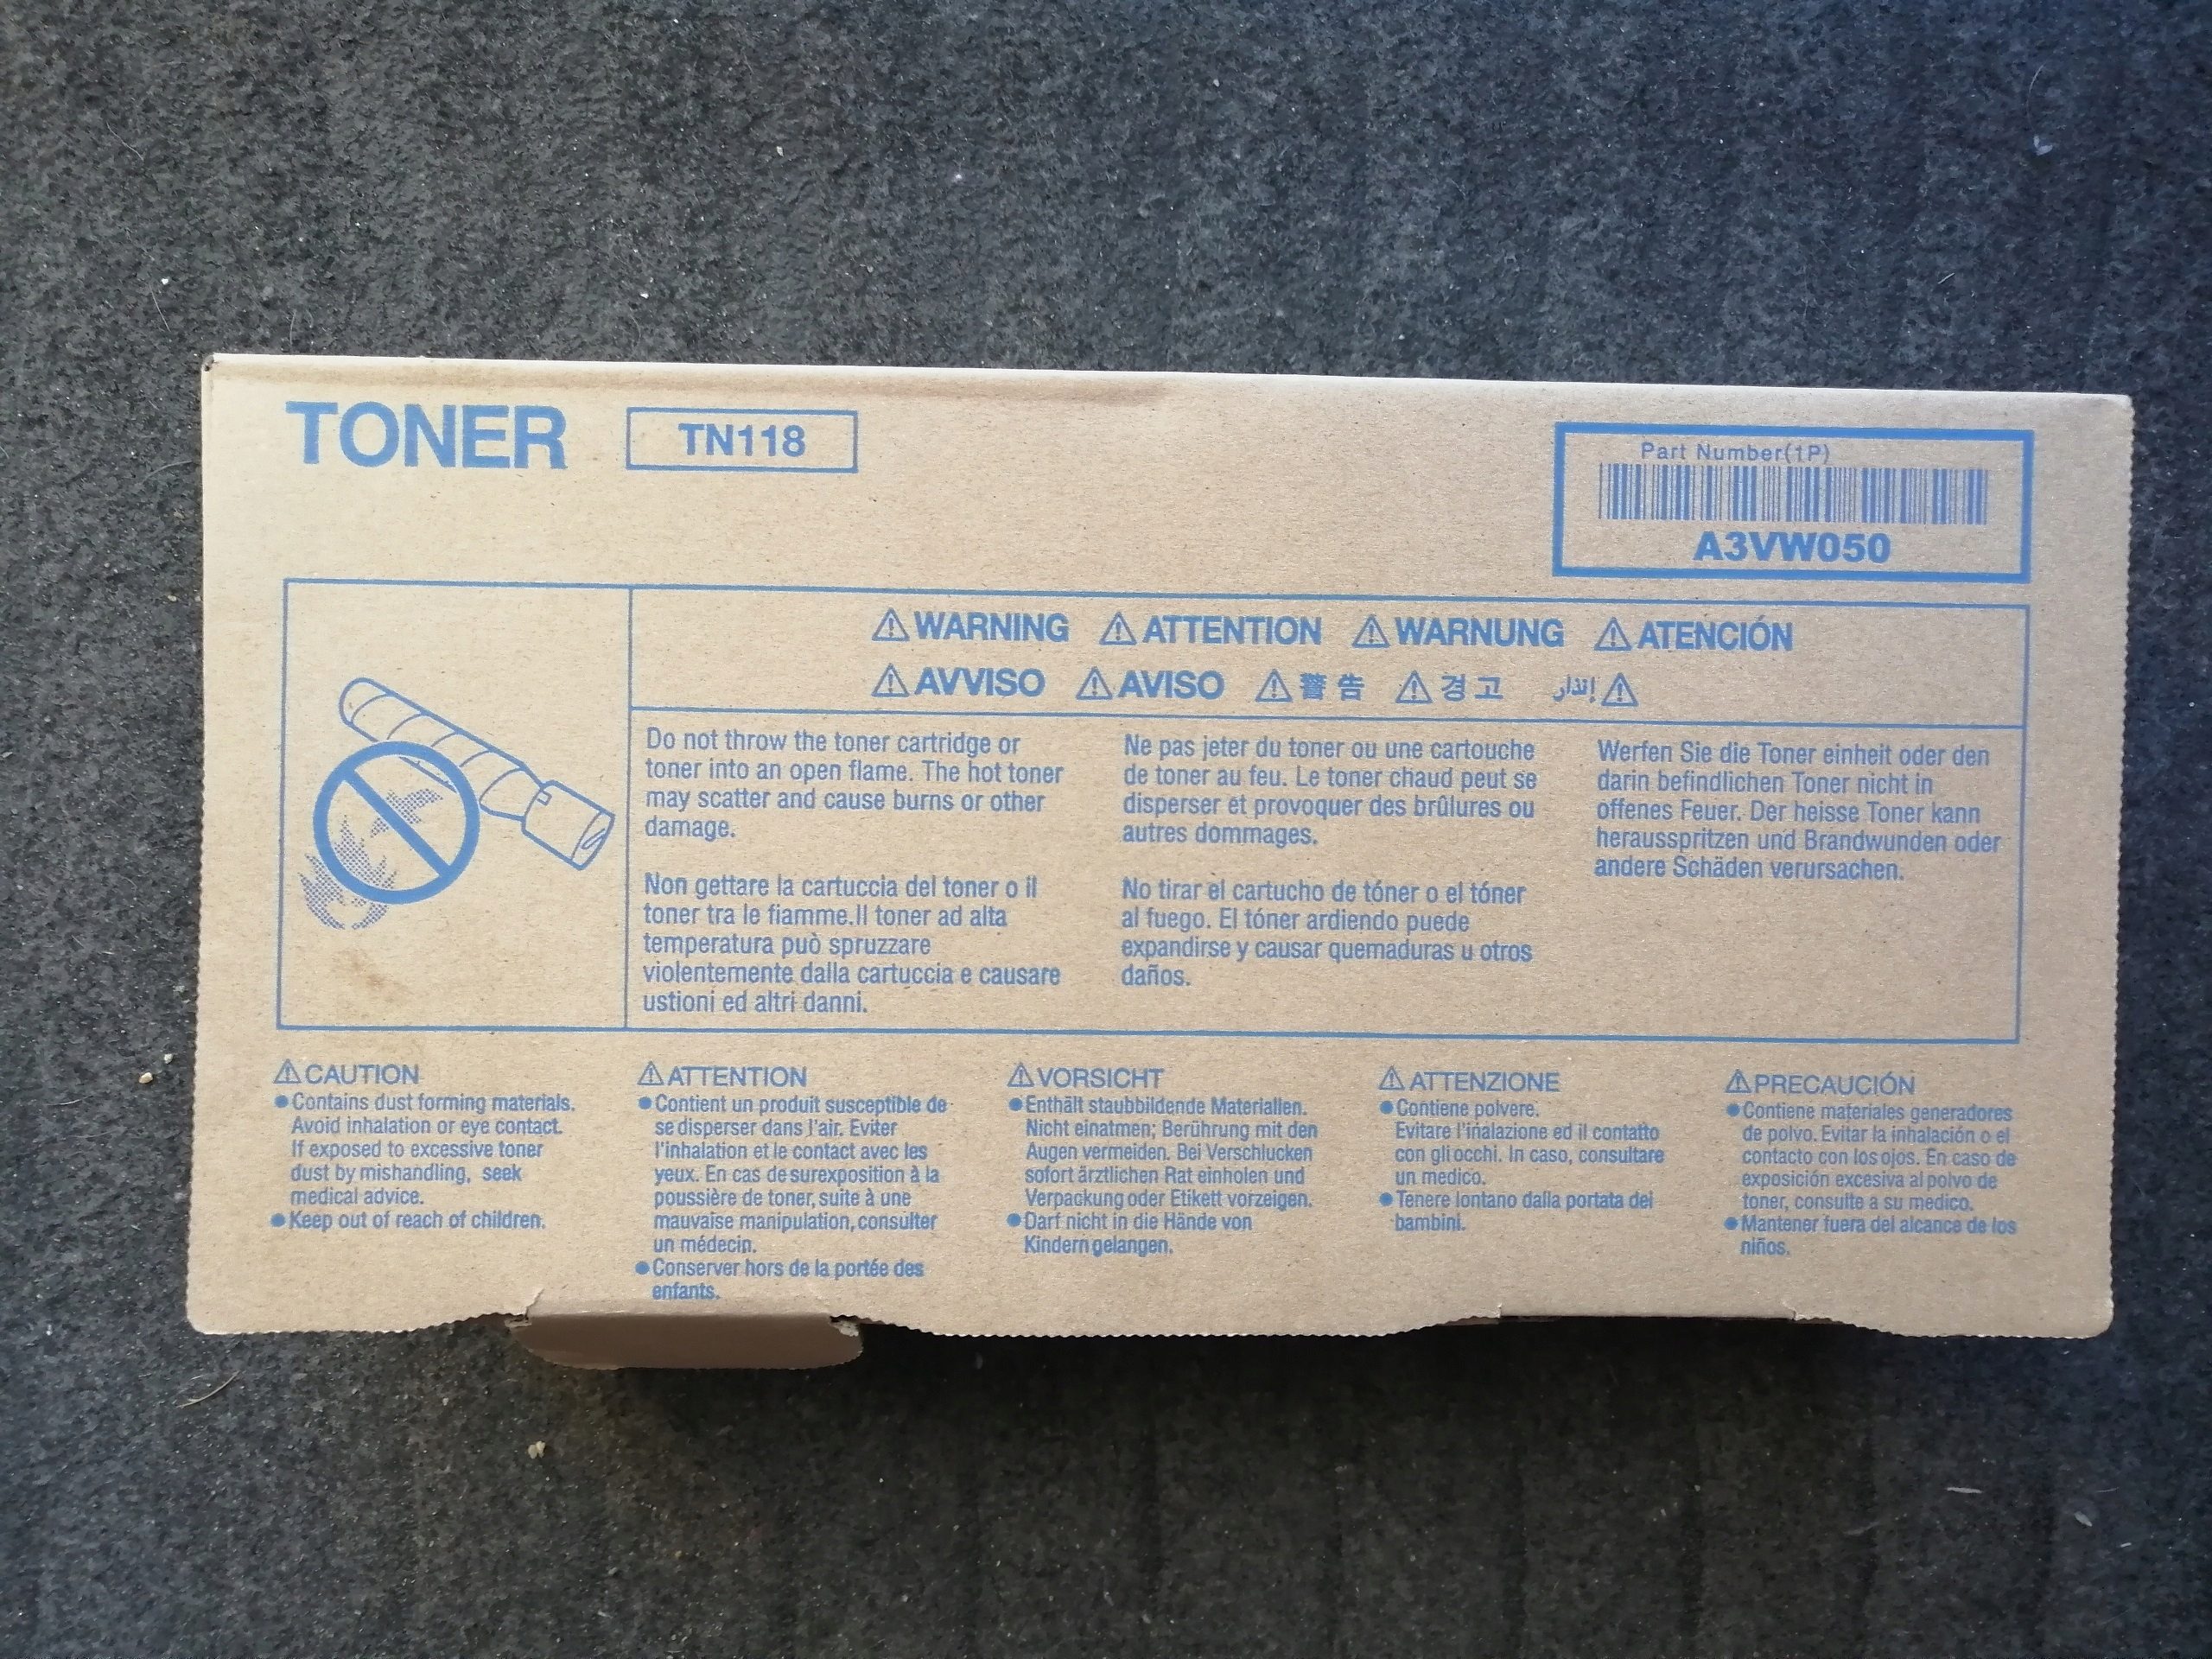 TONER
TN118
Part Number(1P)
A3VW050
⚠WARNING ⚠ATTENTION ⚠WARNUNG ⚠ATENCIÓN
⚠AVVISO ⚠AVISO ⚠警告 ⚠경고 إنذار⚠
Do not throw the toner cartridge or
toner into an open flame. The hot toner
may scatter and cause burns or other
damage.
Ne pas jeter du toner ou une cartouche
de toner au feu. Le toner chaud peut se
disperser et provoquer des brûlures ou
autres dommages.
Werfen Sie die Toner einheit oder den
darin befindlichen Toner nicht in
offenes Feuer. Der heisse Toner kann
herausspritzen und Brandwunden oder
andere Schäden verursachen.
Non gettare la cartuccia del toner o il
toner tra le fiamme.Il toner ad alta
temperatura può spruzzare
violentemente dalla cartuccia e causare
ustioni ed altri danni.
No tirar el cartucho de tóner o el tóner
al fuego. El tóner ardiendo puede
expandirse y causar quemaduras u otros
daños.
⚠CAUTION
●Contains dust forming materials.
Avoid inhalation or eye contact.
If exposed to excessive toner
dust by mishandling, seek
medical advice.
●Keep out of reach of children.
⚠ATTENTION
●Contient un produit susceptible de
se disperser dans l'air. Eviter
l'inhalation et le contact avec les
yeux. En cas de surexposition à la
poussière de toner, suite à une
mauvaise manipulation, consulter
un médecin.
●Conserver hors de la portée des
enfants.
⚠VORSICHT
●Enthält staubbildende Materialien.
Nicht einatmen; Berührung mit den
Augen vermeiden. Bei Verschlucken
sofort ärztlichen Rat einholen und
Verpackung oder Etikett vorzeigen.
●Darf nicht in die Hände von
Kindern gelangen.
⚠ATTENZIONE
●Contiene polvere.
Evitare l'inalazione ed il contatto
con gli occhi. In caso, consultare
un medico.
●Tenere lontano dalla portata dei
bambini.
⚠PRECAUCIÓN
●Contiene materiales generadores
de polvo. Evitar la inhalación o el
contacto con los ojos. En caso de
exposición excesiva al polvo de
toner, consulte a su medico.
●Mantener fuera del alcance de los
niños.